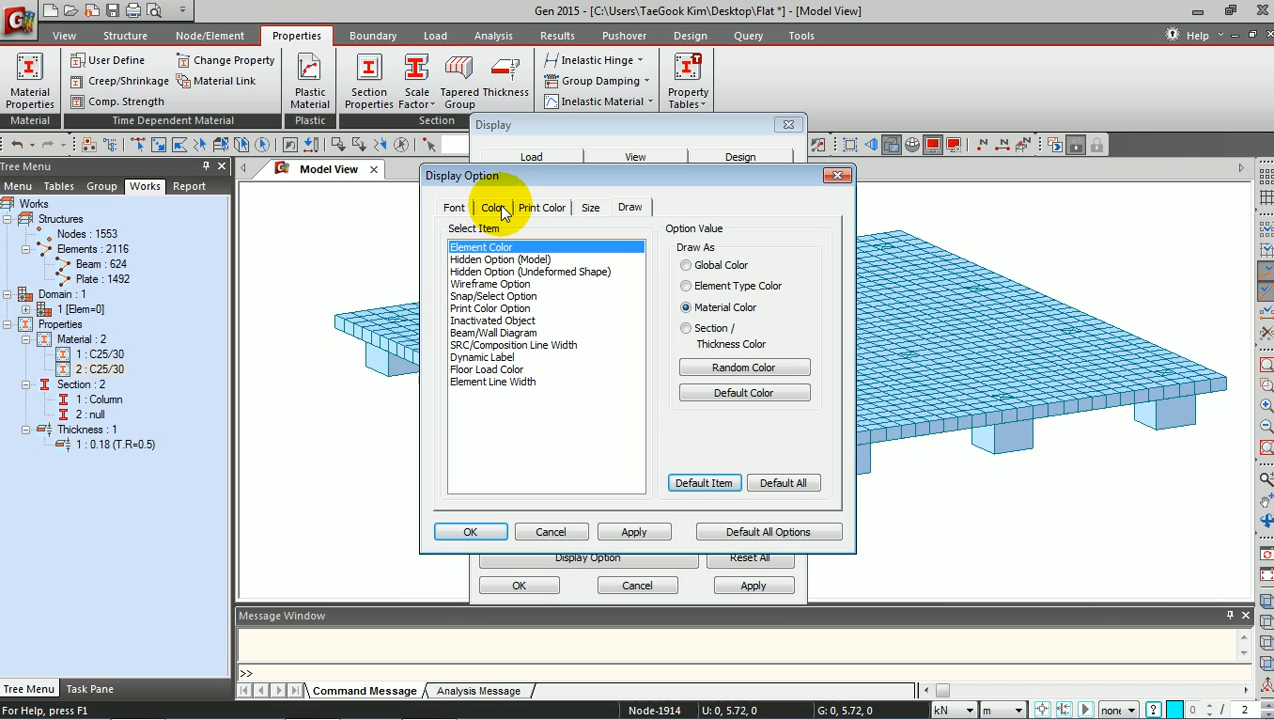 Gen 2015 - [C:\Users\TaeGook Kim\Desktop\Flat *] - [Model View]
View Structure Node/Element Properties Boundary Load Analysis Results Pushover Design Query Tools Help
Material Properties
User Define
Creep/Shrinkage
Comp. Strength
Change Property
Material Link
Plastic Material
Section Properties
Scale Factor
Tapered Group
Thickness
Inelastic Hinge
Group Damping
Inelastic Material
Property Tables
Material Time Dependent Material Plastic Section
Tree Menu
Menu Tables Group Works Report
Works
Structures
Nodes : 1553
Elements : 2116
Beam : 624
Plate : 1492
Domain : 1
1 [Elem=0]
Properties
Material : 2
1 : C25/30
2 : C25/30
Section : 2
1 : Column
2 : null
Thickness : 1
1 : 0.18 (T.R=0.5)
Tree Menu Task Pane
Model View
Display
Load View Design
Display Option
Font Color Print Color Size Draw
Select Item
Element Color
Hidden Option (Model)
Hidden Option (Undeformed Shape)
Wireframe Option
Snap/Select Option
Print Color Option
Inactivated Object
Beam/Wall Diagram
SRC/Composition Line Width
Dynamic Label
Floor Load Color
Element Line Width
Option Value
Draw As
Global Color
Element Type Color
Material Color
Section /
Thickness Color
Random Color
Default Color
Default Item Default All
OK Cancel Apply Default All Options
Display Option Reset All
OK Cancel Apply
Message Window
>>
Command Message Analysis Message
For Help, press F1 Node-1914 U: 0, 5.72, 0 G: 0, 5.72, 0 kN m none 0 / 2